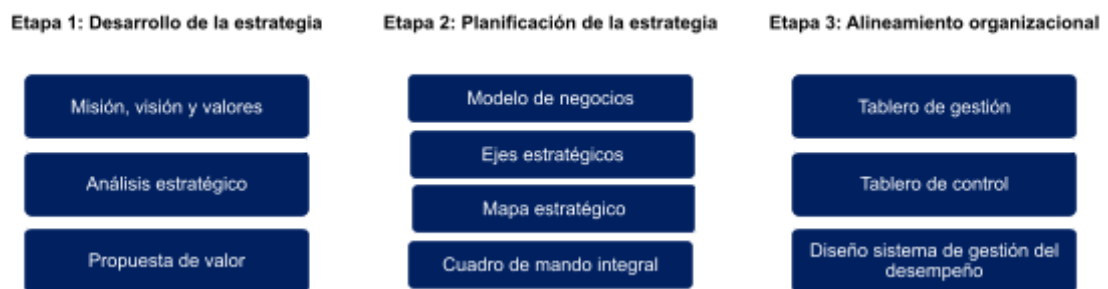 Etapa 1: Desarrollo de la estrategia
Misión, visión y valores
Análisis estratégico
Propuesta de valor
Etapa 2: Planificación de la estrategia
Modelo de negocios
Ejes estratégicos
Mapa estratégico
Cuadro de mando integral
Etapa 3: Alineamiento organizacional
Tablero de gestión
Tablero de control
Diseño sistema de gestión del
desempeño